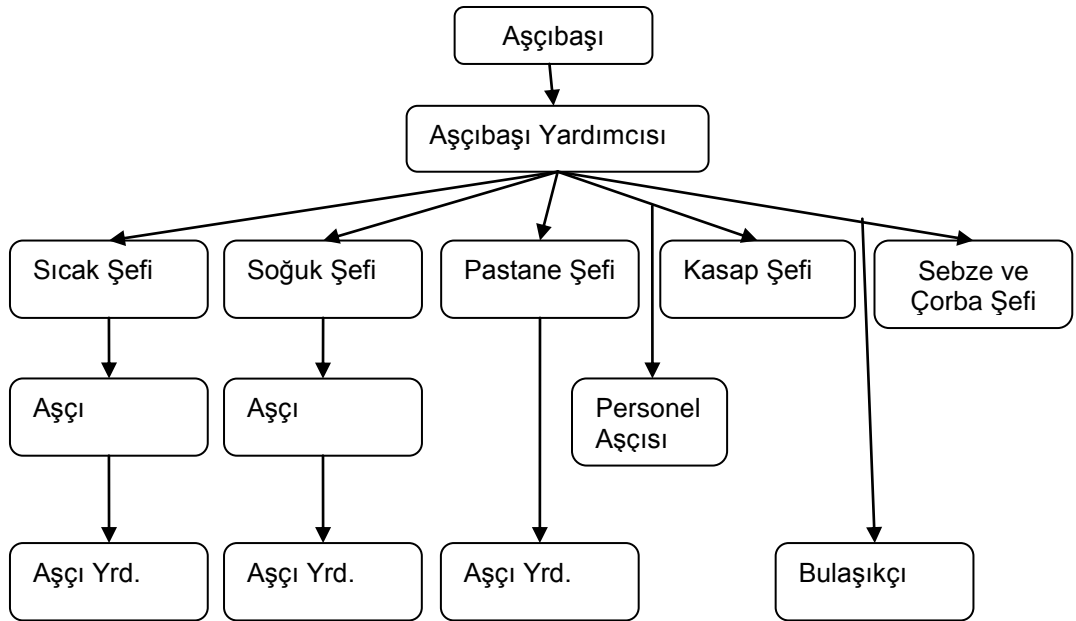 Aşçıbaşı
Aşçıbaşı Yardımcısı
Sıcak Şefi
Soğuk Şefi
Pastane Şefi
Kasap Şefi
Sebze ve
Çorba Şefi
Aşçı
Aşçı
Personel
Aşçısı
Aşçı Yrd.
Aşçı Yrd.
Aşçı Yrd.
Bulaşıkçı